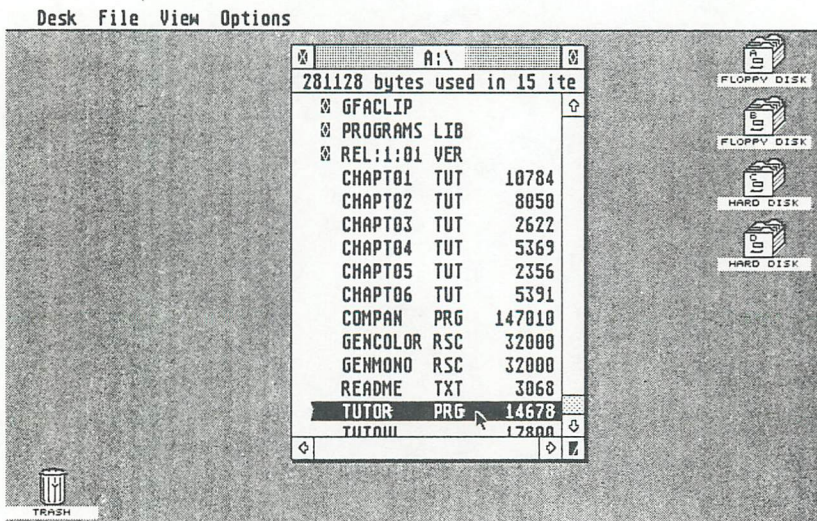 Desk File View Options
A:\
281128 bytes used in 15 ite
GFACLIP
PROGRAMS LIB
REL:1:01 VER
CHAPT01 TUT 10784
CHAPT02 TUT 8050
CHAPT03 TUT 2622
CHAPT04 TUT 5369
CHAPT05 TUT 2356
CHAPT06 TUT 5391
COMPAN PRG 147010
GENCOLOR RSC 32000
GENMONO RSC 32000
README TXT 3068
TUTOR PRG 14678
17800
A
FLOPPY DISK
B
FLOPPY DISK
C
HARD DISK
D
HARD DISK
TRASH